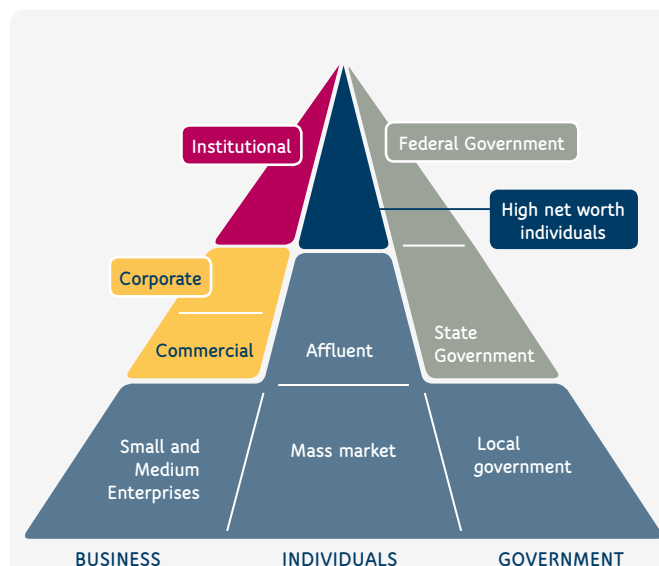 Institutional
Federal Government
High net worth
individuals
Corporate
Commercial
Affluent
State
Government
Small and
Medium
Enterprises
Mass market
Local
government
BUSINESS
INDIVIDUALS
GOVERNMENT